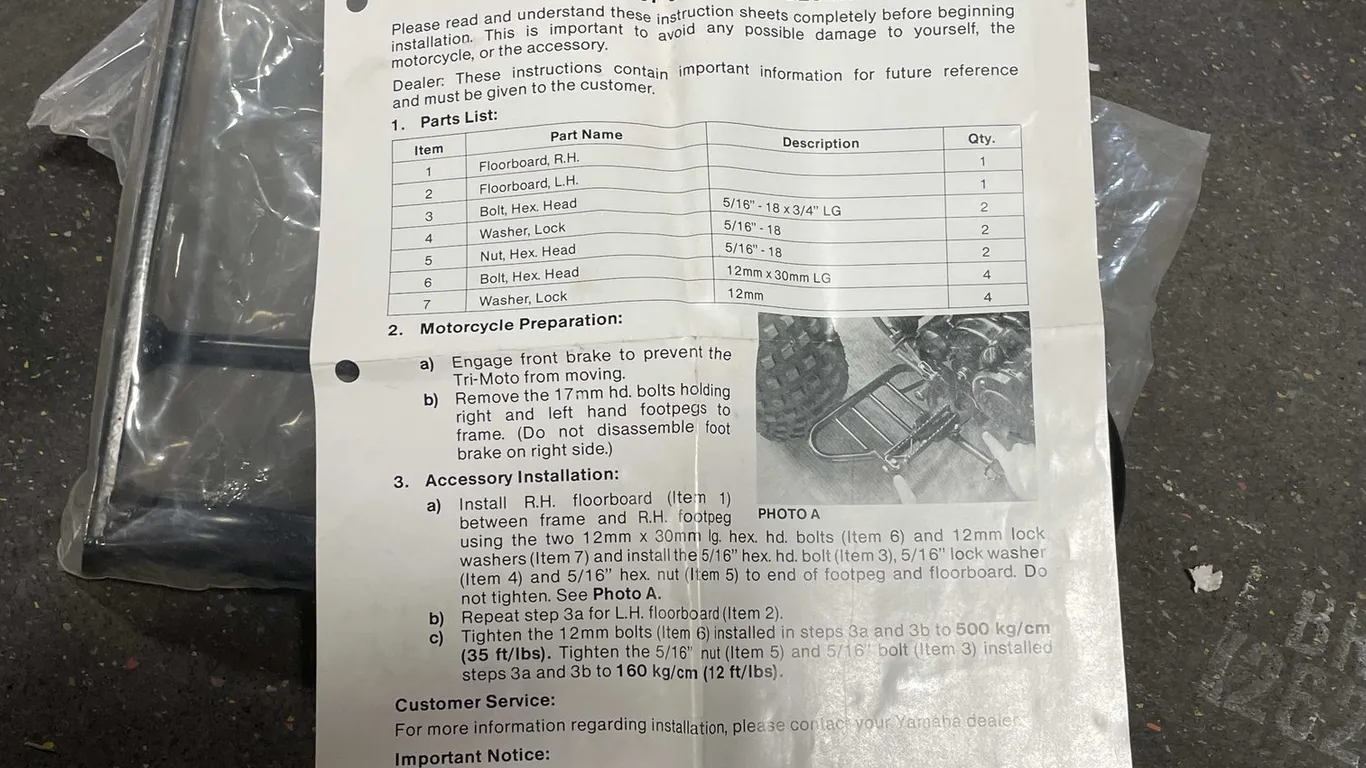 Please read and understand these instruction sheets completely before beginning
installation. This is important to avoid any possible damage to yourself, the
motorcycle, or the accessory.
Dealer: These instructions contain important information for future reference
and must be given to the customer.
1. Parts List:
Item Part Name Description Qty.
1 Floorboard, R.H. 1
2 Floorboard, L.H. 1
3 Bolt, Hex. Head 5/16" - 18 x 3/4" LG 2
4 Washer, Lock 5/16" - 18 2
5 Nut, Hex. Head 5/16" - 18 2
6 Bolt, Hex. Head 12mm x 30mm LG 4
7 Washer, Lock 12mm 4
2. Motorcycle Preparation:
a) Engage front brake to prevent the
Tri-Moto from moving.
b) Remove the 17mm hd. bolts holding
right and left hand footpegs to
frame. (Do not disassemble foot
brake on right side.)
3. Accessory Installation:
a) Install R.H. floorboard (Item 1)
between frame and R.H. footpeg
PHOTO A
using the two 12mm x 30mm lg. hex. hd. bolts (Item 6) and 12mm lock
washers (Item 7) and install the 5/16" hex. hd. bolt (Item 3), 5/16" lock washer
(Item 4) and 5/16" hex. nut (Item 5) to end of footpeg and floorboard. Do
not tighten. See Photo A.
b) Repeat step 3a for L.H. floorboard (Item 2).
c) Tighten the 12mm bolts (Item 6) installed in steps 3a and 3b to 500 kg/cm
(35 ft/lbs). Tighten the 5/16" nut (Item 5) and 5/16" bolt (Item 3) installed
steps 3a and 3b to 160 kg/cm (12 ft/lbs).
Customer Service:
For more information regarding installation, please contact your Yamaha dealer.
Important Notice: